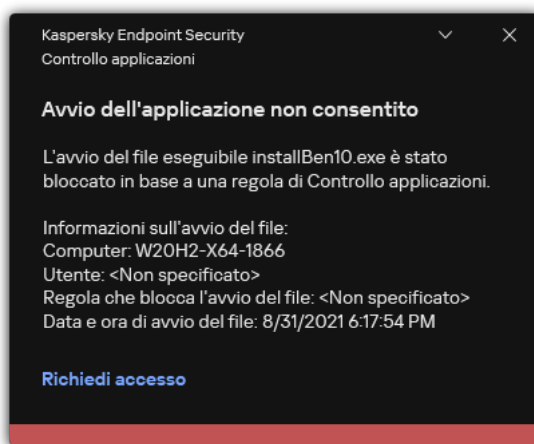 Kaspersky Endpoint Security
Controllo applicazioni
Avvio dell'applicazione non consentito
L'avvio del file eseguibile installBen10.exe è stato
bloccato in base a una regola di Controllo applicazioni.
Informazioni sull'avvio del file:
Computer: W20H2-X64-1866
Utente: <Non specificato>
Regola che blocca l'avvio del file: <Non specificato>
Data e ora di avvio del file: 8/31/2021 6:17:54 PM
Richiedi accesso